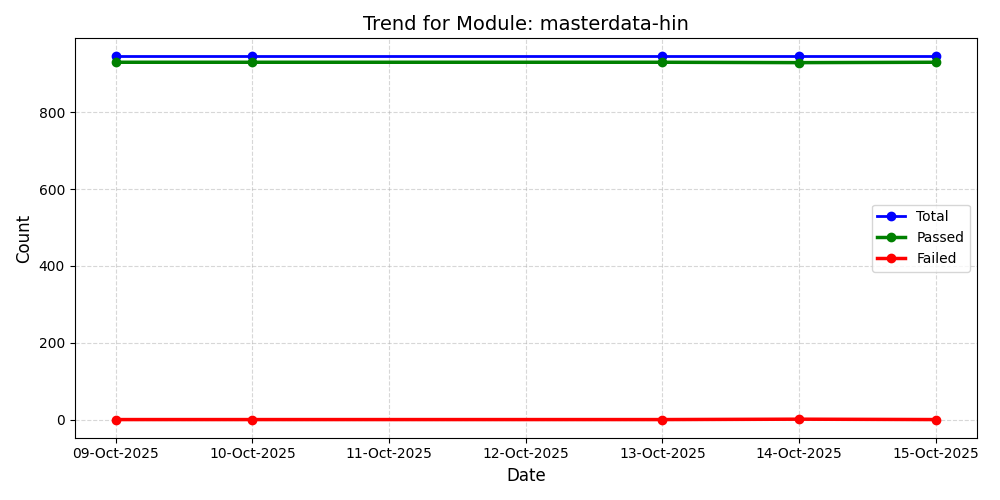 Trend for Module: masterdata-hin
Count
800
600
400
200
0
Total
Passed
Failed
09-Oct-2025 10-Oct-2025 11-Oct-2025 12-Oct-2025 13-Oct-2025 14-Oct-2025 15-Oct-2025
Date